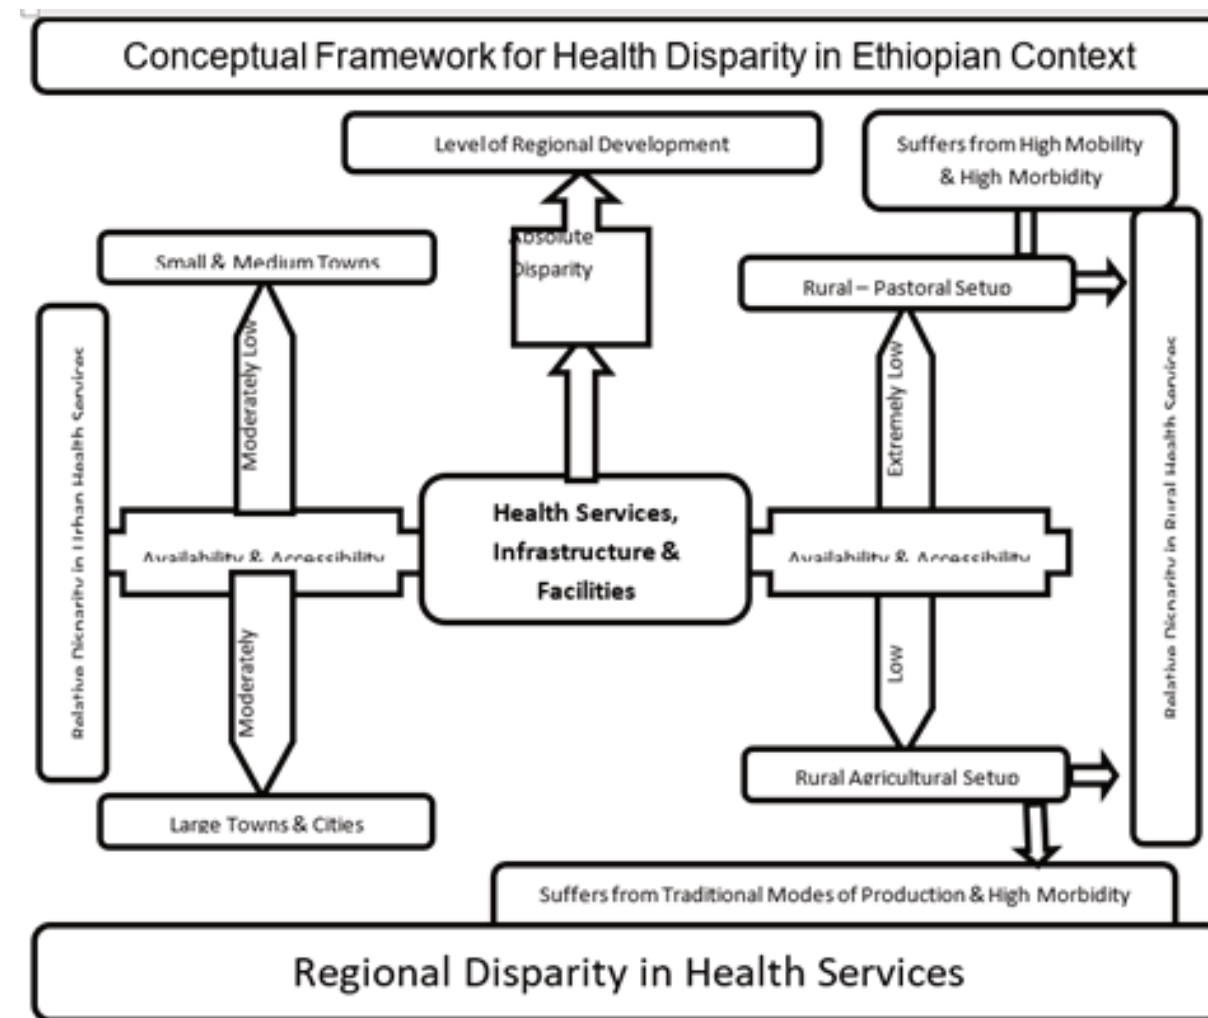 Conceptual Framework for Health Disparity in Ethiopian Context
Level of Regional Development
Suffers from High Mobility
& High Morbidity
Absolute
Disparity
Small & Medium Towns
Rural – Pastoral Setup
Moderately Low
Extremely Low
Relative Disparity in Urban Health Services
Availability & Accessibility
Health Services,
Infrastructure &
Facilities
Availability & Accessibility
Relative Disparity in Rural Health Services
Moderately
Low
Rural Agricultural Setup
Large Towns & Cities
Suffers from Traditional Modes of Production & High Morbidity
Regional Disparity in Health Services